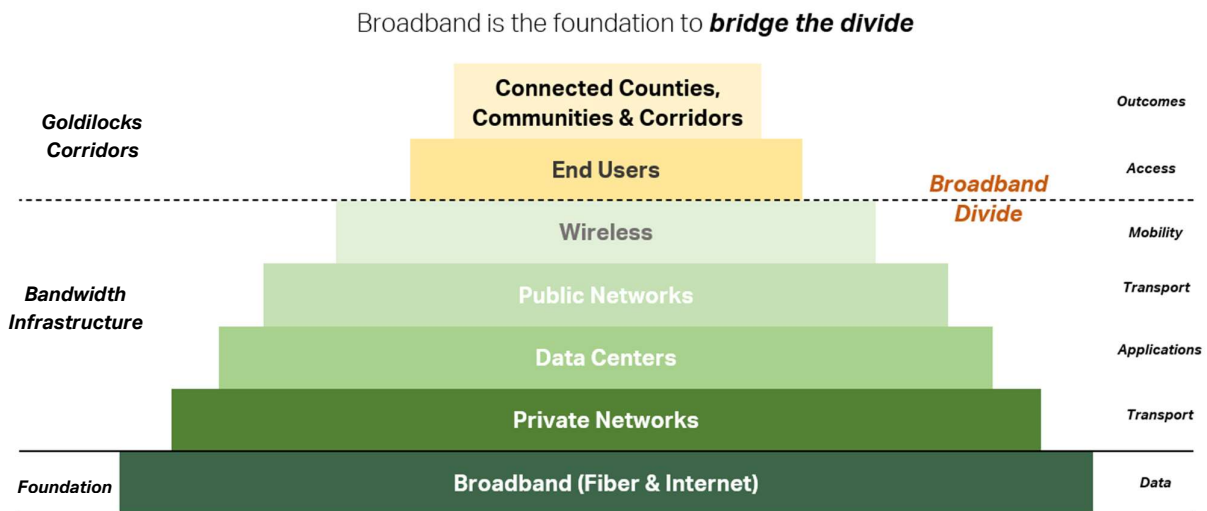 Broadband is the foundation to bridge the divide
Connected Counties,
Communities & Corridors
Outcomes
Goldilocks
Corridors
End Users
Access
Broadband
Divide
Wireless
Mobility
Public Networks
Transport
Bandwidth
Infrastructure
Data Centers
Applications
Private Networks
Transport
Foundation
Broadband (Fiber & Internet)
Data